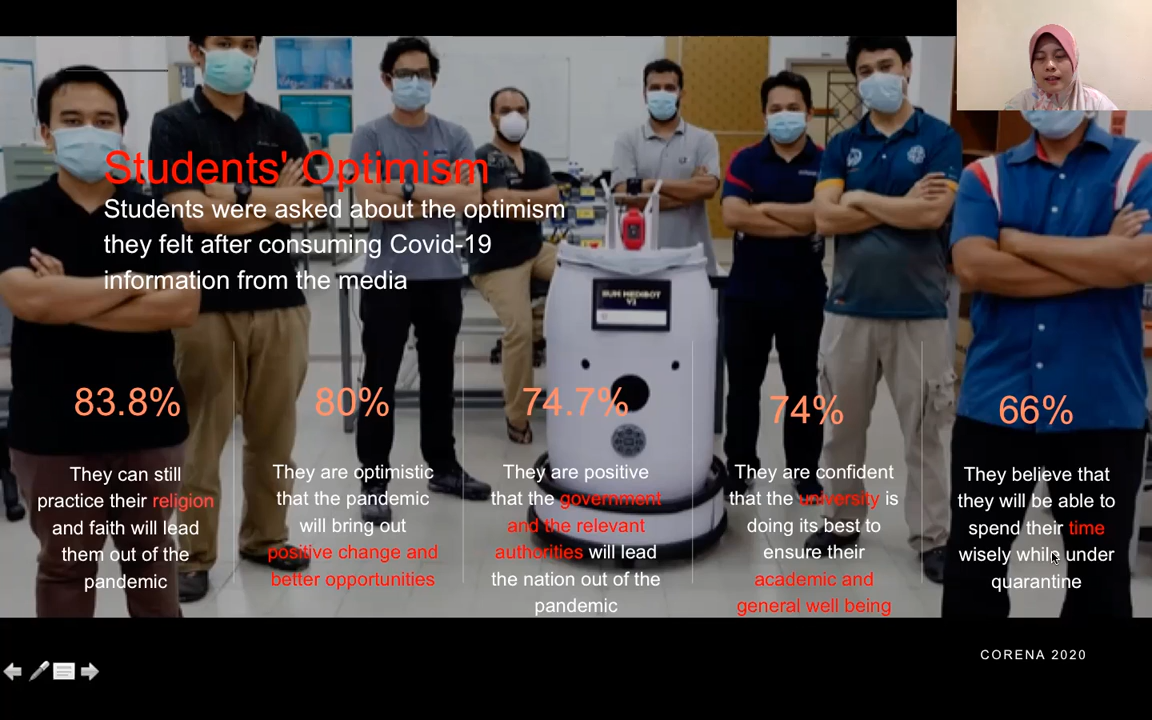 Students' Optimism
Students were asked about the optimism
they felt after consuming Covid-19
information from the media
83.8%
They can still
practice their religion
and faith will lead
them out of the
pandemic
80%
They are optimistic
that the pandemic
will bring out
positive change and
better opportunities
74.7%
They are positive
that the government
and the relevant
authorities will lead
the nation out of the
pandemic
74%
They are confident
that the university is
doing its best to
ensure their
academic and
general well being
66%
They believe that
they will be able to
spend their time
wisely while under
quarantine
CORENA 2020